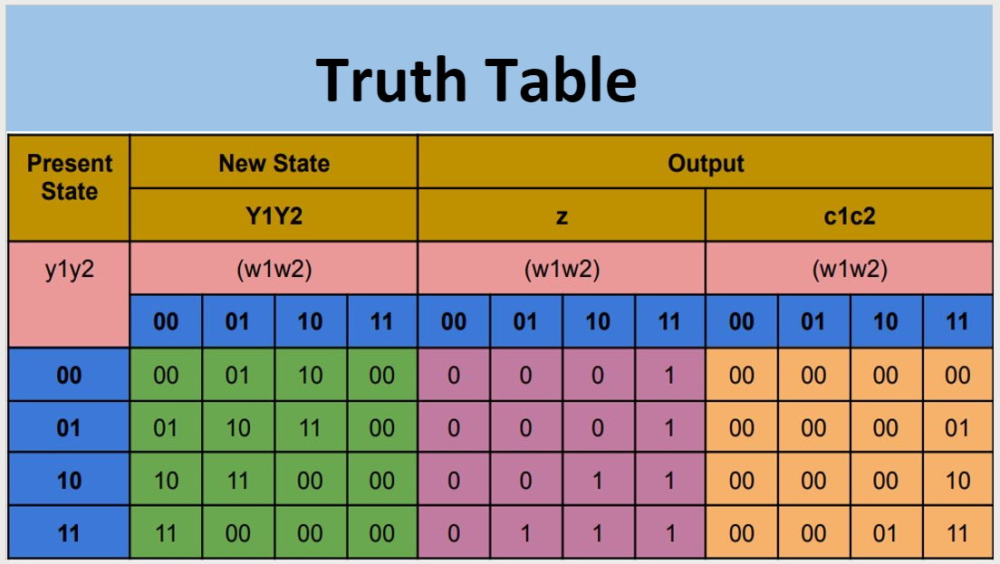 Truth Table
Present State New State Output
Y1Y2 z c1c2
y1y2 (w1w2) (w1w2) (w1w2)
00 01 10 11 00 01 10 11 00 01 10 11
00 00 01 10 00 0 0 0 1 00 00 00 00
01 01 10 11 00 0 0 0 1 00 00 00 01
10 10 11 00 00 0 0 1 1 00 00 00 10
11 11 00 00 00 0 1 1 1 00 00 01 11